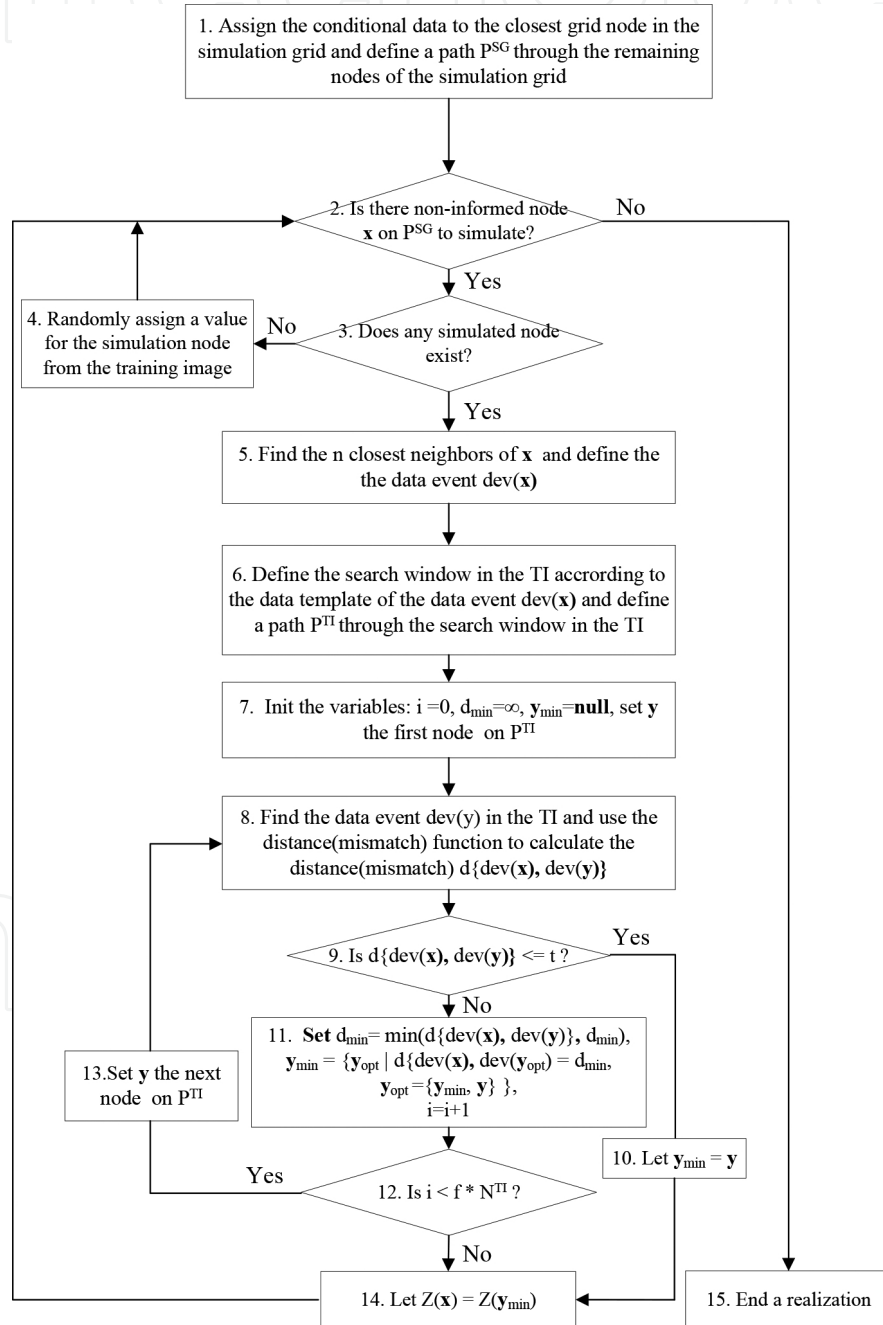 1. Assign the conditional data to the closest grid node in the
simulation grid and define a path P^SG through the remaining
nodes of the simulation grid
2. Is there non-informed node
x on P^SG to simulate?
No
Yes
4. Randomly assign a value
for the simulation node
from the training image
No
3. Does any simulated node
exist?
Yes
5. Find the n closest neighbors of x and define the
the data event dev(x)
6. Define the search window in the TI accrording to
the data template of the data event dev(x) and define
a path P^TI through the search window in the TI
7. Init the variables: i =0, d_min=∞, y_min=null, set y
the first node on P^TI
8. Find the data event dev(y) in the TI and use the
distance(mismatch) function to calculate the
distance(mismatch) d{dev(x), dev(y)}
9. Is d{dev(x), dev(y)} <= t ?
Yes
No
11. Set d_min= min(d{dev(x), dev(y)}, d_min),
y_min = {y_opt | d{dev(x), dev(y_opt) = d_min,
y_opt={y_min, y} },
i=i+1
13.Set y the next
node on P^TI
10. Let y_min = y
Yes
12. Is i < f * N^TI ?
No
14. Let Z(x) = Z(y_min)
15. End a realization